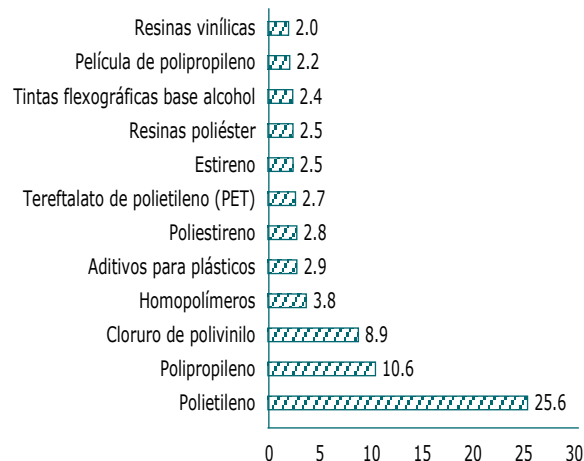 Resinas vinílicas 2.0
Película de polipropileno 2.2
Tintas flexográficas base alcohol 2.4
Resinas poliéster 2.5
Estireno 2.5
Tereftalato de polietileno (PET) 2.7
Poliestireno 2.8
Aditivos para plásticos 2.9
Homopolímeros 3.8
Cloruro de polivinilo 8.9
Polipropileno 10.6
Polietileno 25.6
0 5 10 15 20 25 30